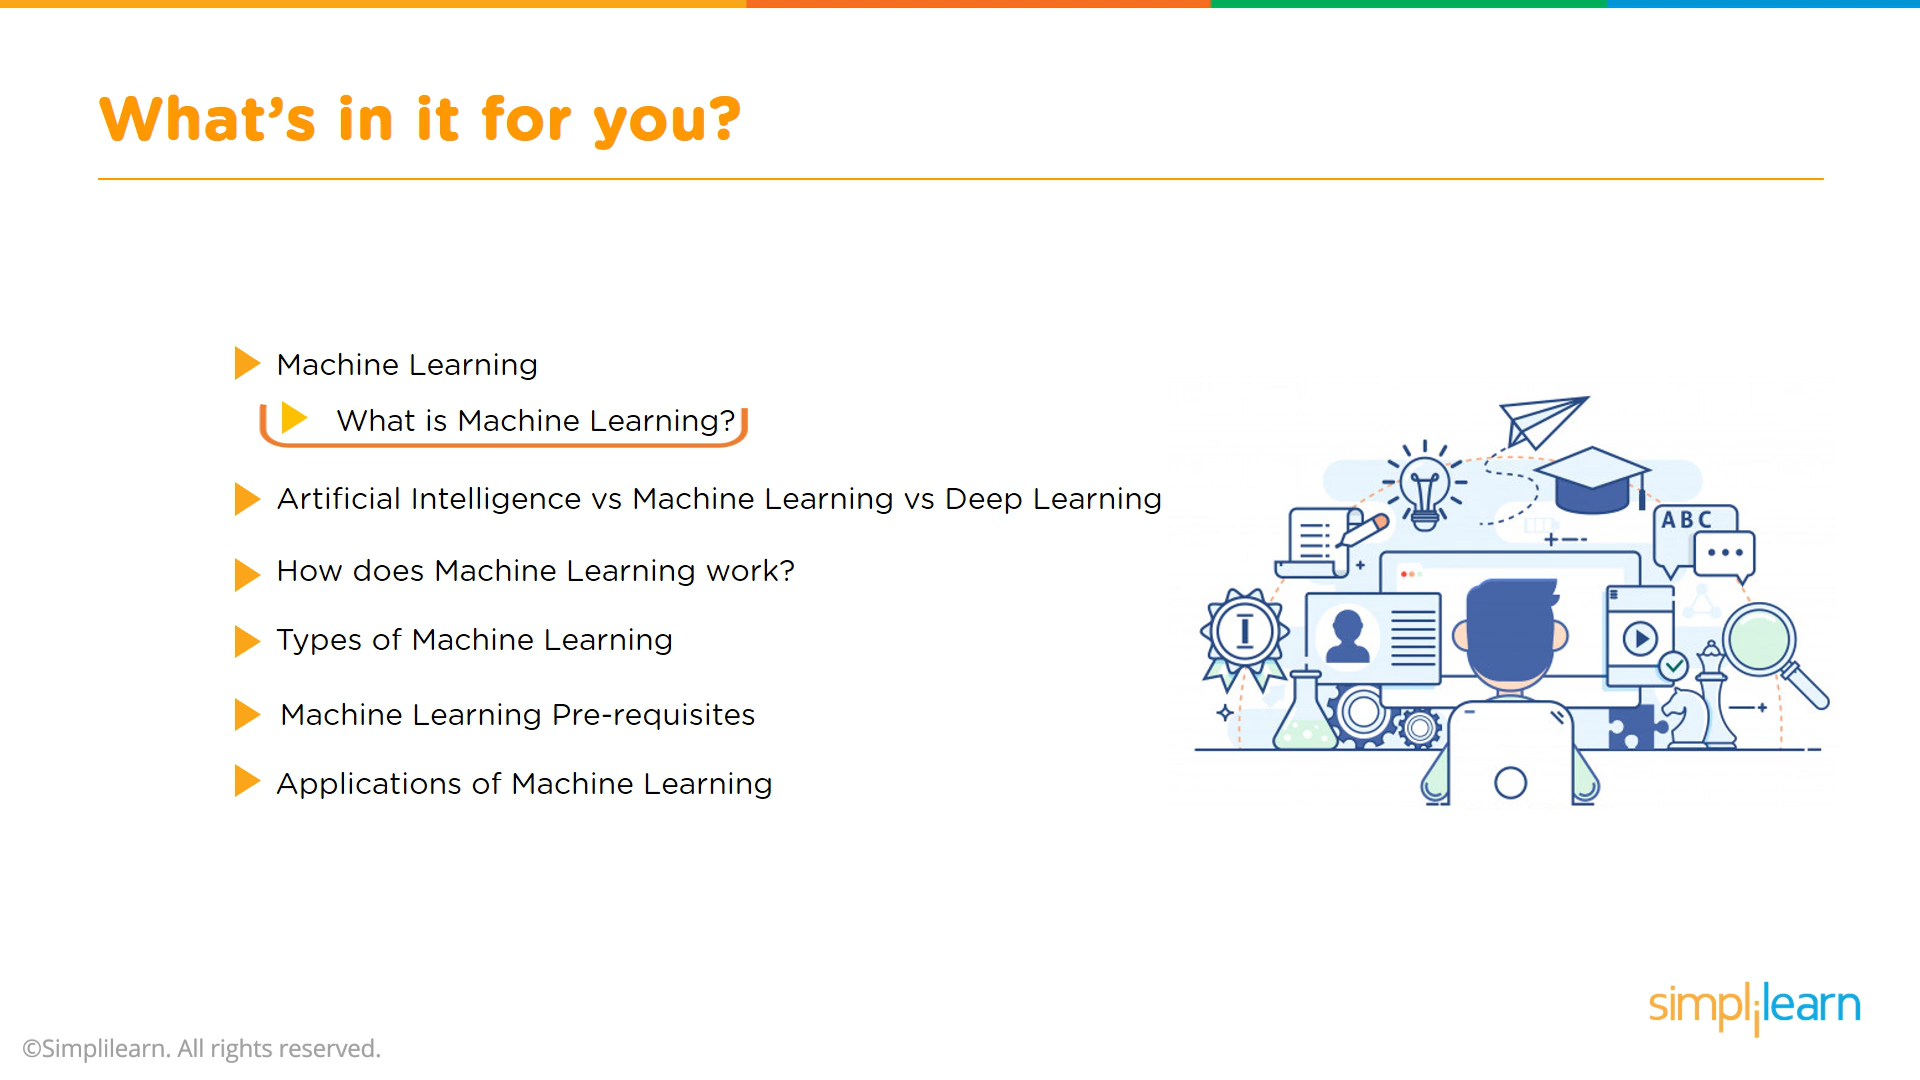 What's in it for you?
Machine Learning
What is Machine Learning?
Artificial Intelligence vs Machine Learning vs Deep Learning
How does Machine Learning work?
Types of Machine Learning
Machine Learning Pre-requisites
Applications of Machine Learning
ABC
I
simplilearn
©Simplilearn. All rights reserved.